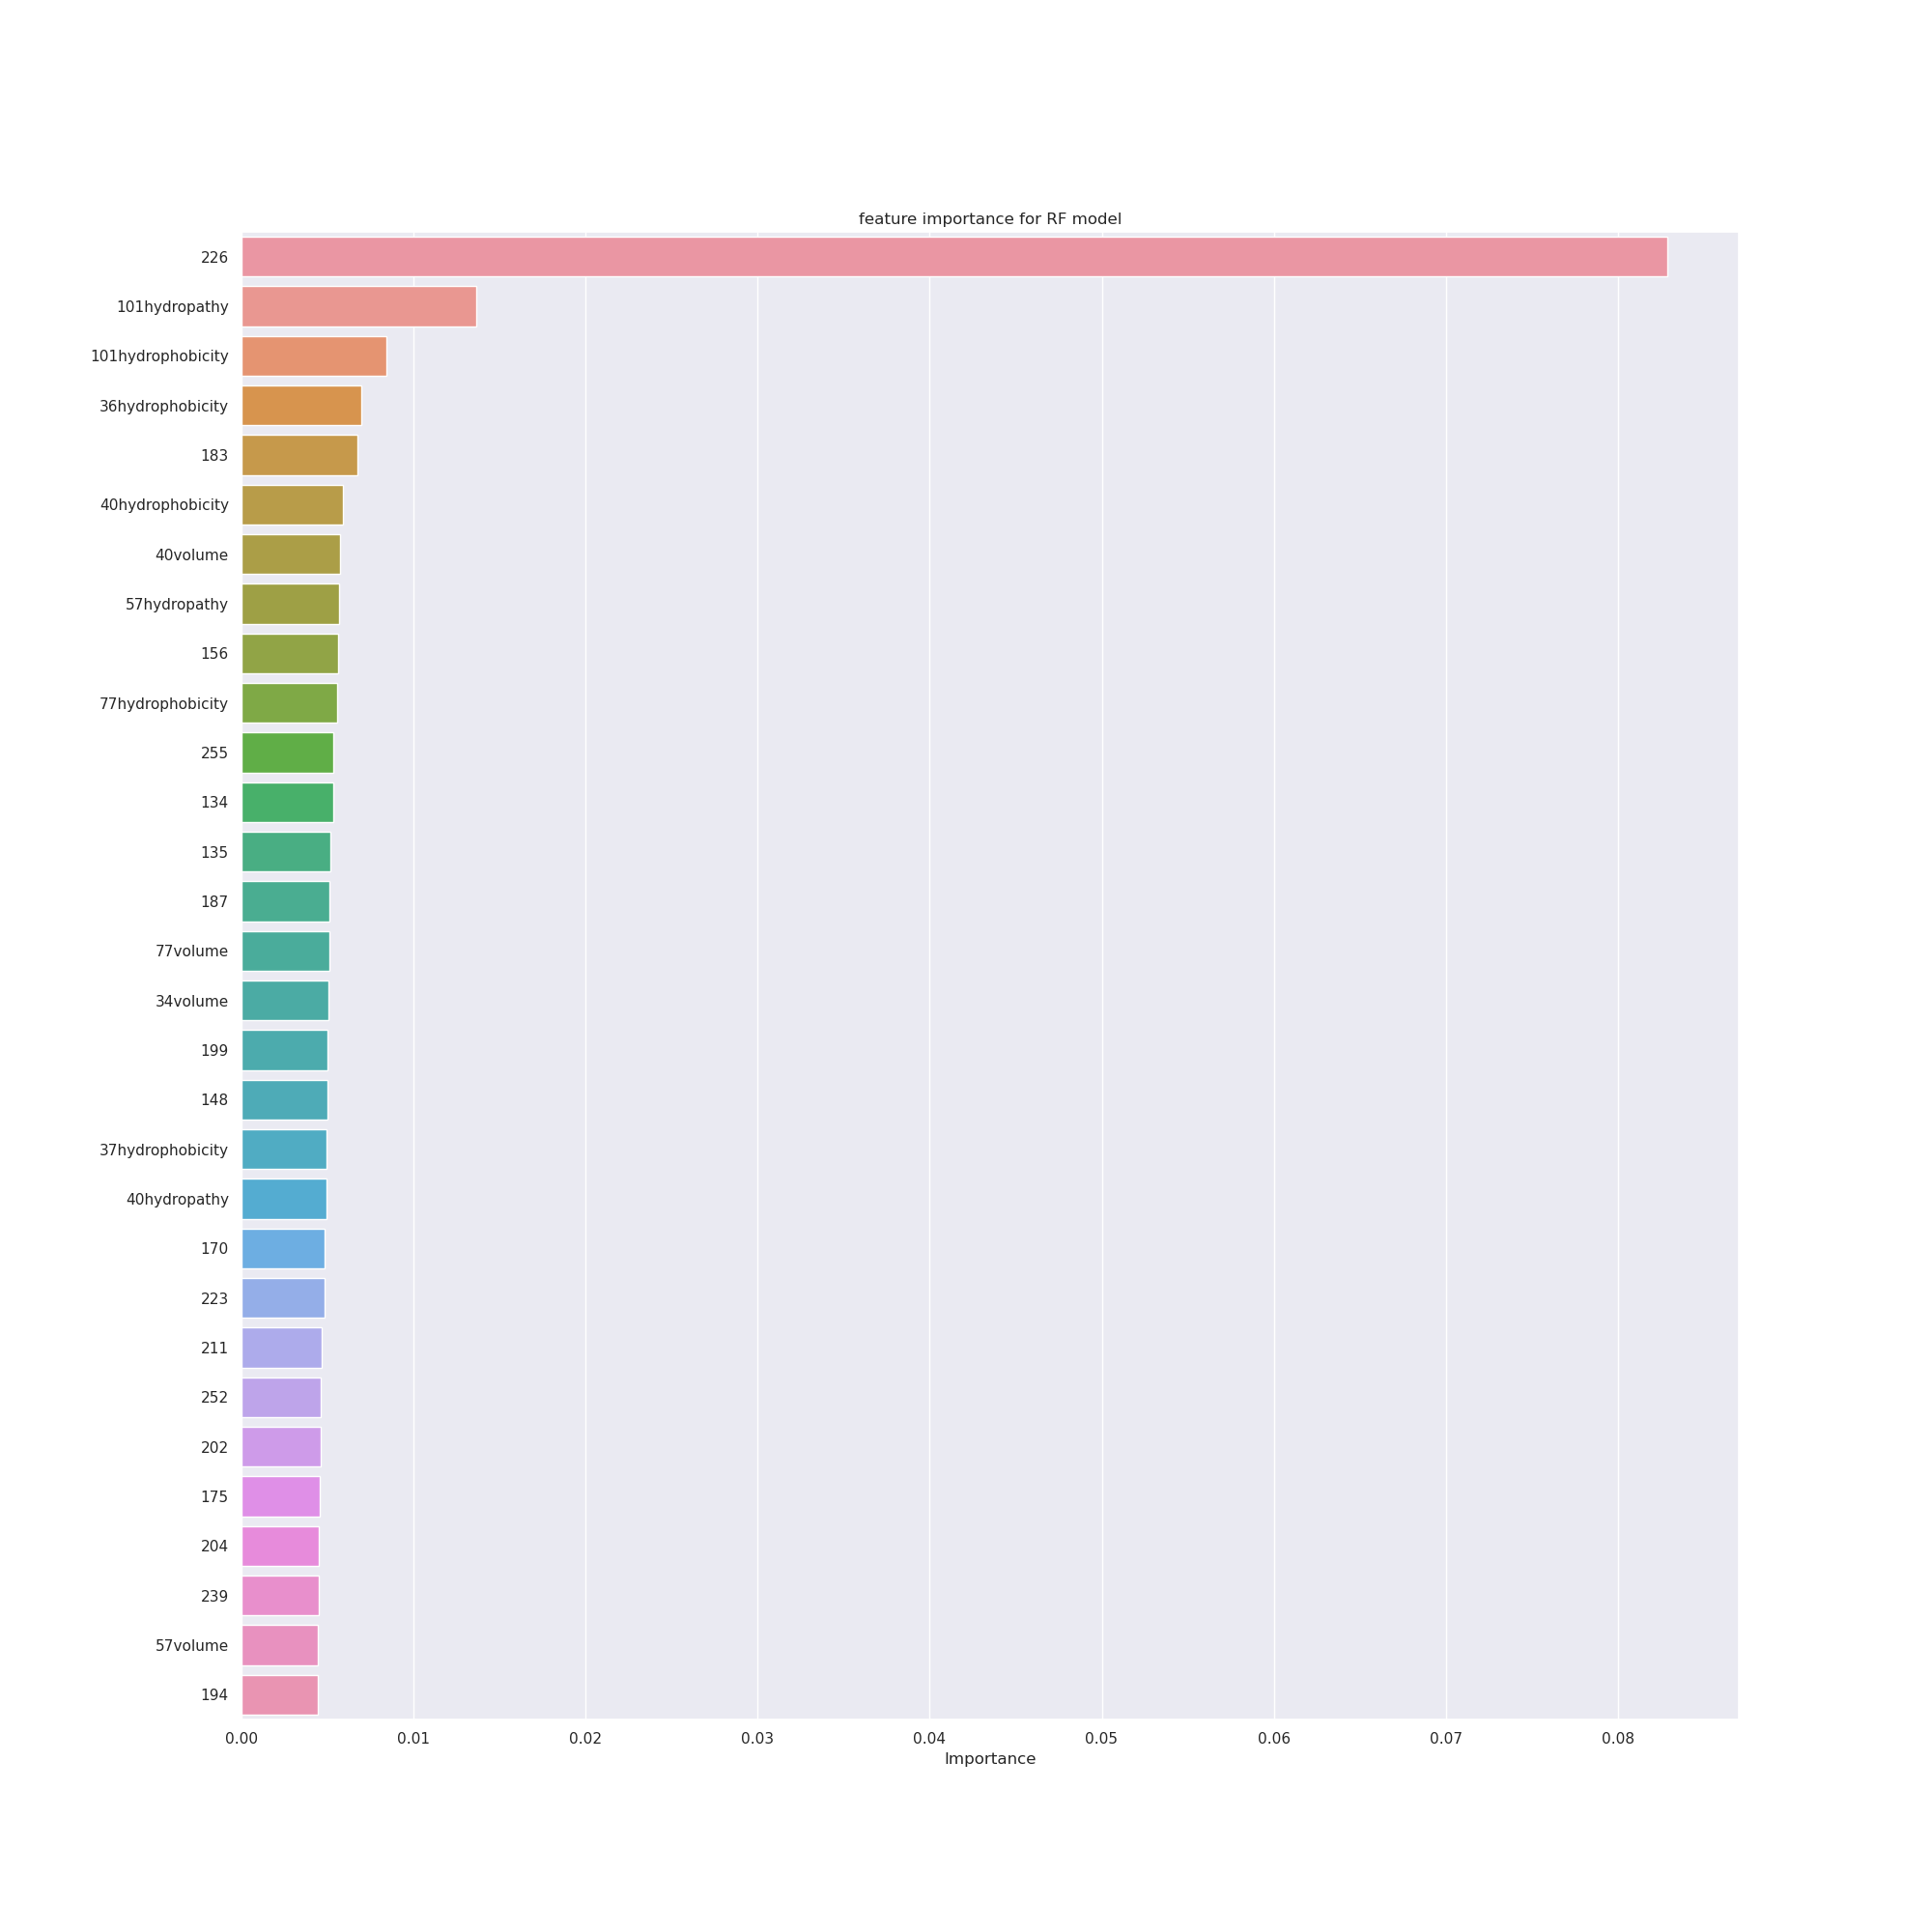 feature importance for RF model
226
101hydropathy
101hydrophobicity
36hydrophobicity
183
40hydrophobicity
40volume
57hydropathy
156
77hydrophobicity
255
134
135
187
77volume
34volume
199
148
37hydrophobicity
40hydropathy
170
223
211
252
202
175
204
239
57volume
194
0.00 0.01 0.02 0.03 0.04 0.05 0.06 0.07 0.08
Importance